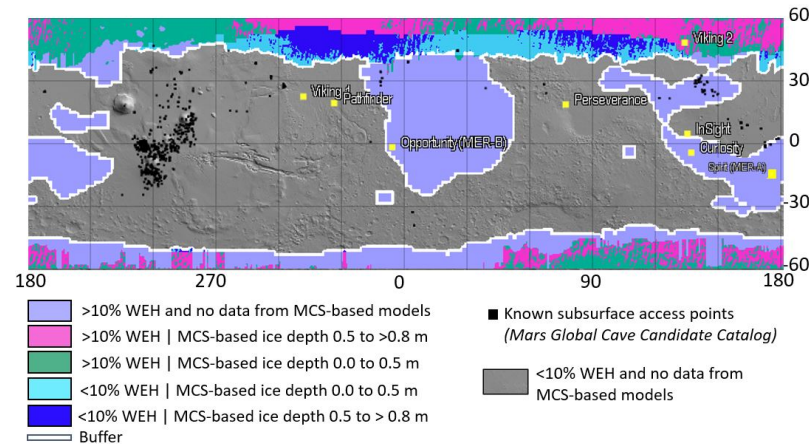 60
Viking 2
30
Viking 1
Pathfinder
Perseverance
InSight
Opportunity (MER-B)
0
Curiosity
Spirit (MER-A)
-30
-60
180
270
0
90
180
>10% WEH and no data from MCS-based models
>10% WEH | MCS-based ice depth 0.5 to >0.8 m
>10% WEH | MCS-based ice depth 0.0 to 0.5 m
<10% WEH | MCS-based ice depth 0.0 to 0.5 m
<10% WEH | MCS-based ice depth 0.5 to > 0.8 m
Buffer
Known subsurface access points
(Mars Global Cave Candidate Catalog)
<10% WEH and no data from
MCS-based models